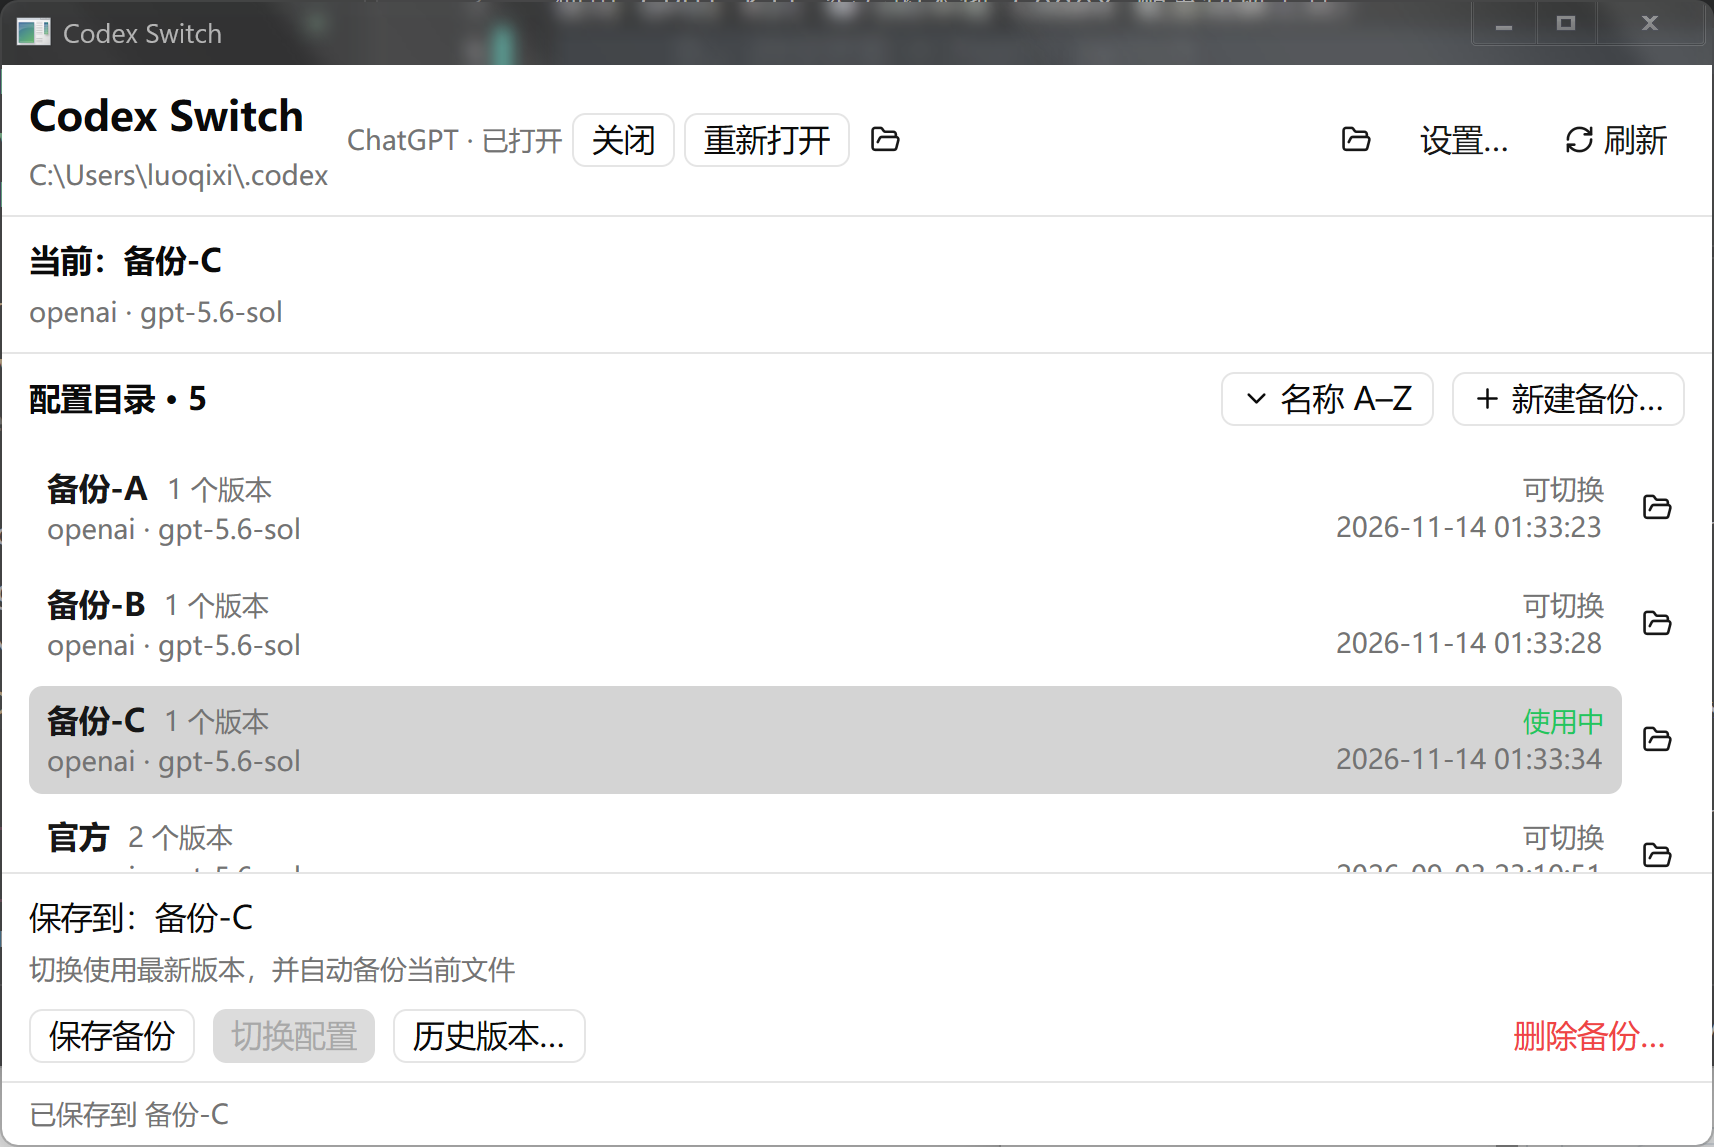 Codex Switch
Codex Switch
ChatGPT · 已打开
关闭
重新打开
设置...
刷新
C:\Users\luoqixi\.codex
当前：备份-C
openai · gpt-5.6-sol
配置目录 • 5
名称 A–Z
新建备份...
备份-A 1 个版本
可切换
openai · gpt-5.6-sol
2026-11-14 01:33:23
备份-B 1 个版本
可切换
openai · gpt-5.6-sol
2026-11-14 01:33:28
备份-C 1 个版本
使用中
openai · gpt-5.6-sol
2026-11-14 01:33:34
官方 2 个版本
可切换
保存到：备份-C
切换使用最新版本，并自动备份当前文件
保存备份
切换配置
历史版本...
删除备份...
已保存到 备份-C